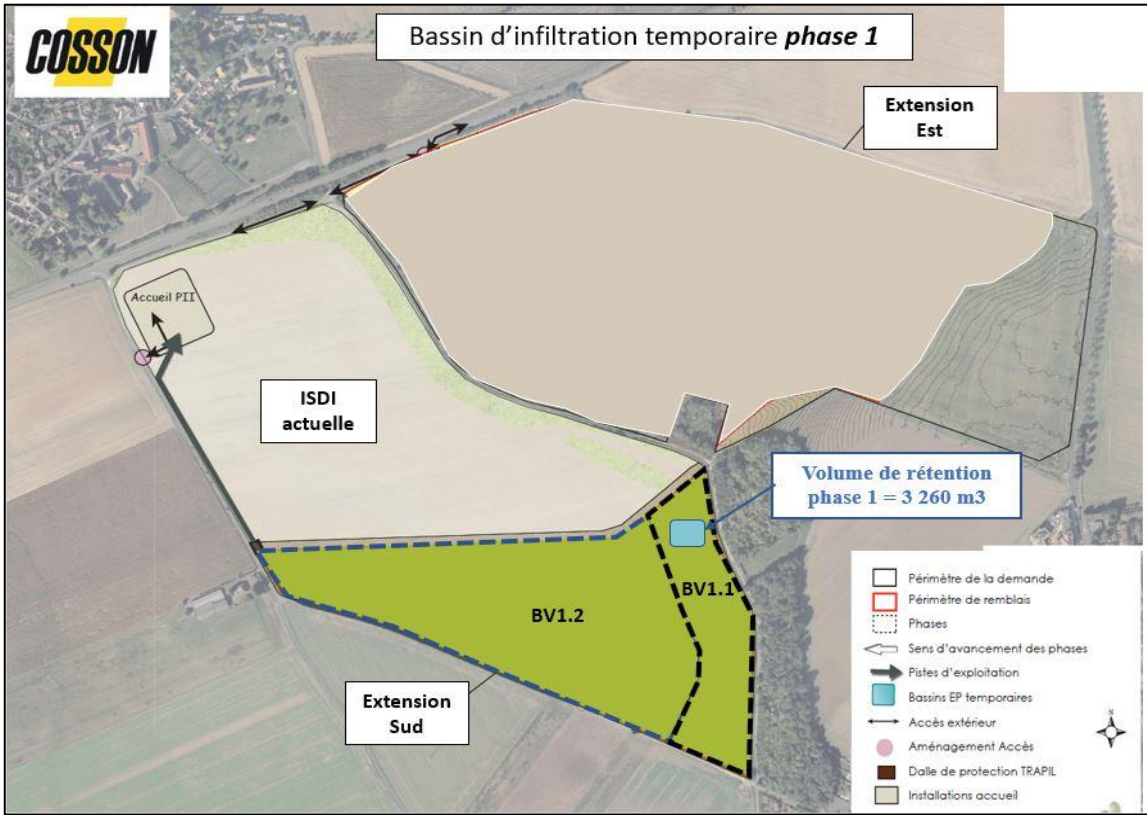 COSSON
Bassin d'infiltration temporaire phase 1
Extension
Est
Accueil PII
ISDI
actuelle
Volume de rétention
phase 1 = 3 260 m3
BV1.1
BV1.2
Extension
Sud
Périmètre de la demande
Périmètre de remblais
Phases
Sens d'avancement des phases
Pistes d'exploitation
Bassins EP temporaires
Accès extérieur
Aménagement Accès
Dalle de protection TRAPIL
Installations accueil
N